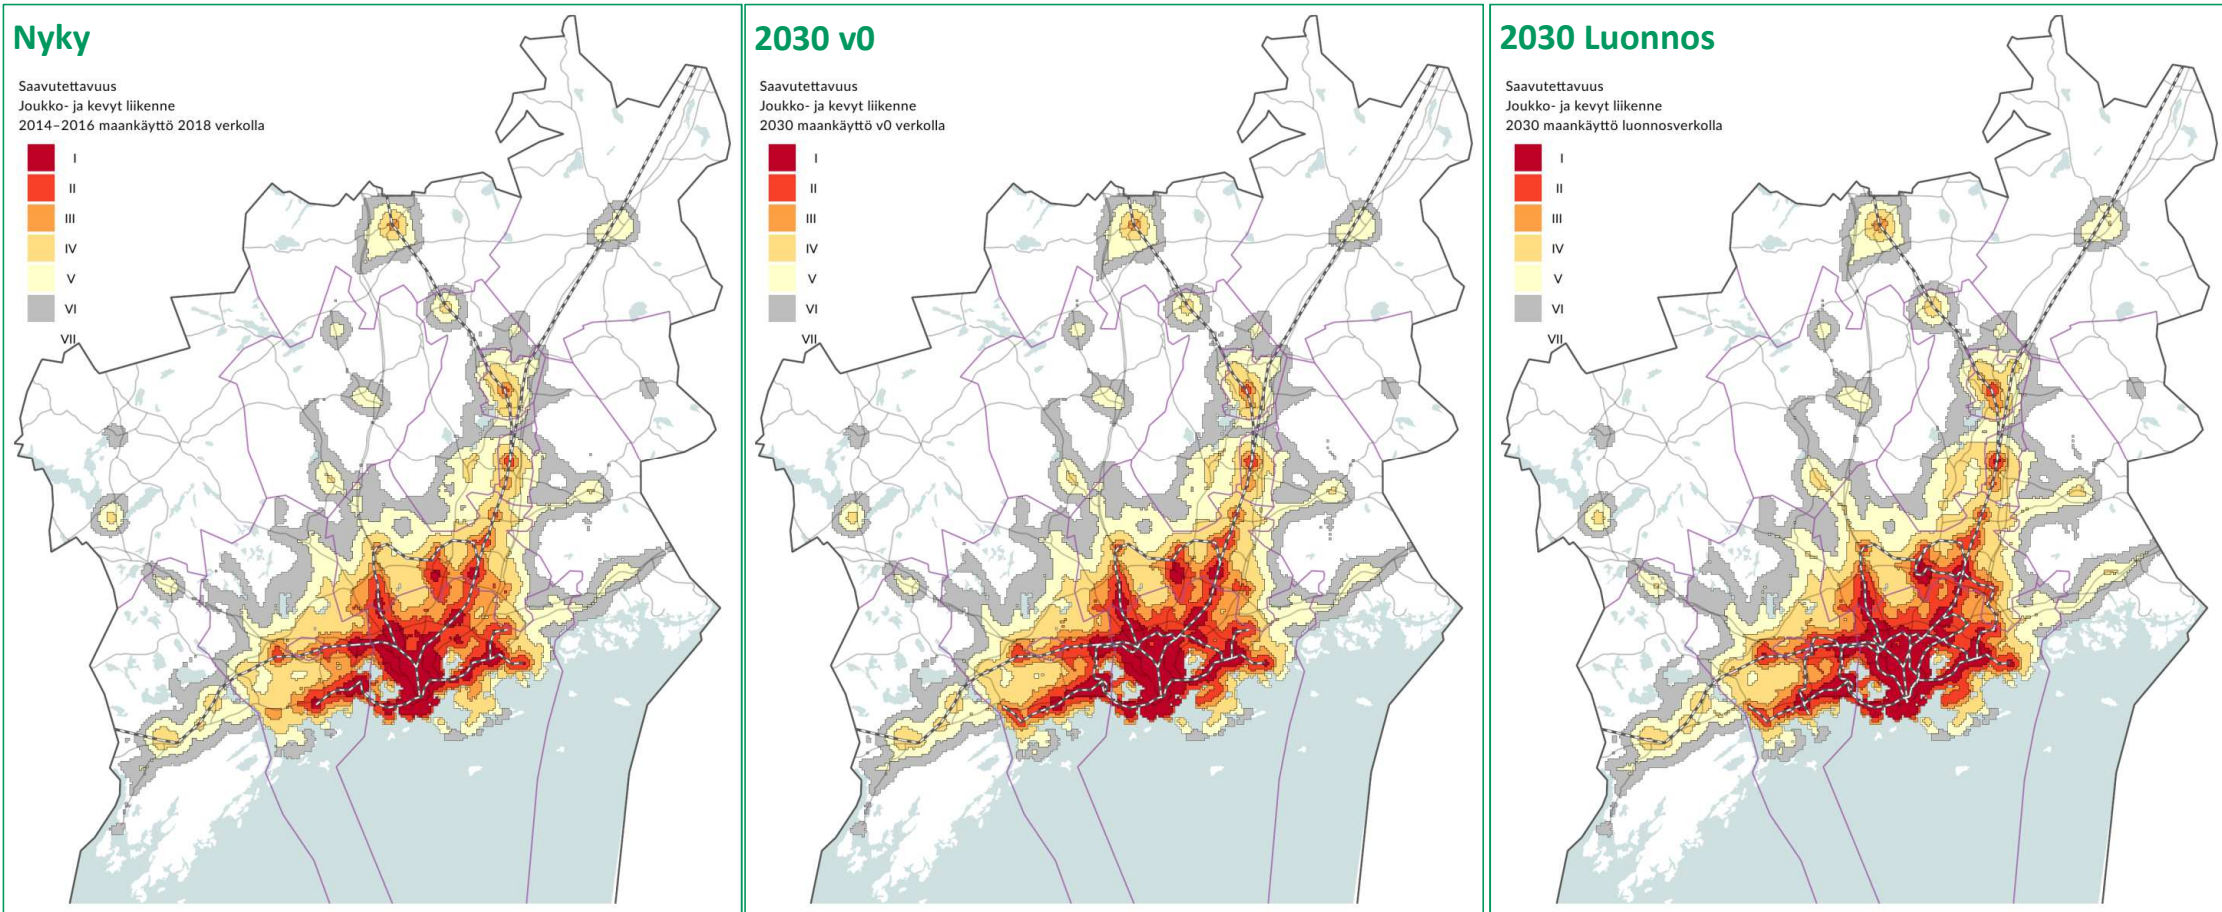 Nyky
Saavutettavuus
Joukko- ja kevyt liikenne
2014–2016 maankäyttö 2018 verkolla
I
II
III
IV
V
VI
VII
2030 v0
Saavutettavuus
Joukko- ja kevyt liikenne
2030 maankäyttö v0 verkolla
I
II
III
IV
V
VI
VII
2030 Luonnos
Saavutettavuus
Joukko- ja kevyt liikenne
2030 maankäyttö luonnosverkolla
I
II
III
IV
V
VI
VII